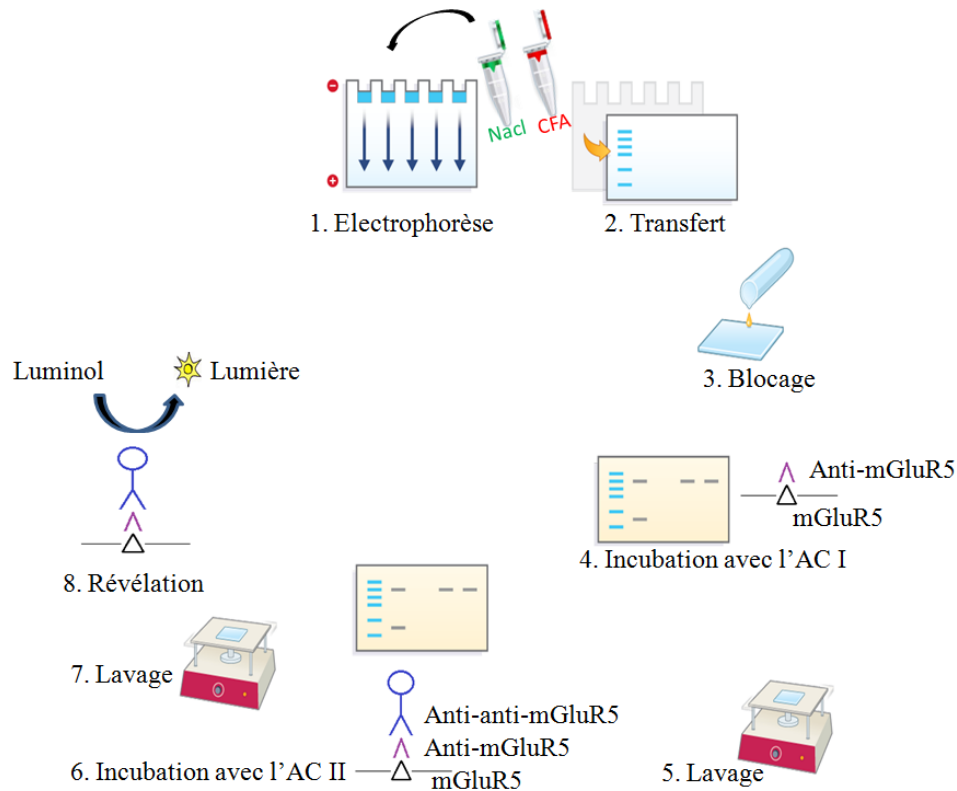 Nacl
CFA
1. Electrophorèse
2. Transfert
3. Blocage
Anti-mGluR5
mGluR5
4. Incubation avec l'AC I
5. Lavage
Anti-anti-mGluR5
Anti-mGluR5
mGluR5
6. Incubation avec l'AC II
7. Lavage
Luminol
Lumière
8. Révélation